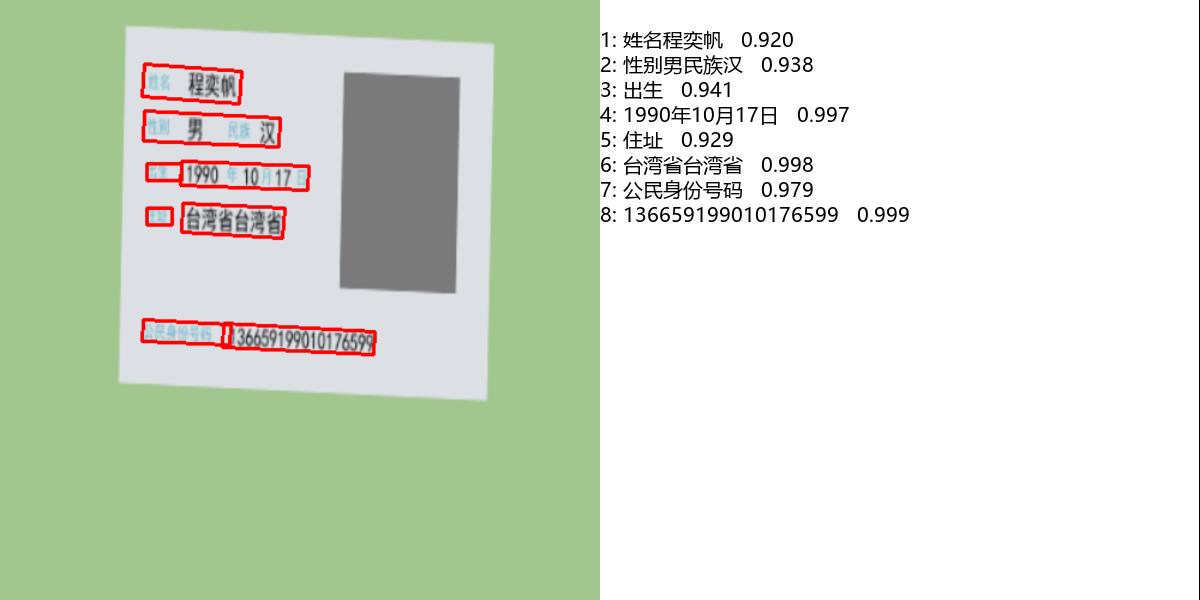 姓名 程奕帆
性别 男 民族 汉
出生 1990 年 10 月 17 日
住址 台湾省台湾省
公民身份号码 136659199010176599
1: 姓名程奕帆 0.920
2: 性别男民族汉 0.938
3: 出生 0.941
4: 1990年10月17日 0.997
5: 住址 0.929
6: 台湾省台湾省 0.998
7: 公民身份号码 0.979
8: 136659199010176599 0.999